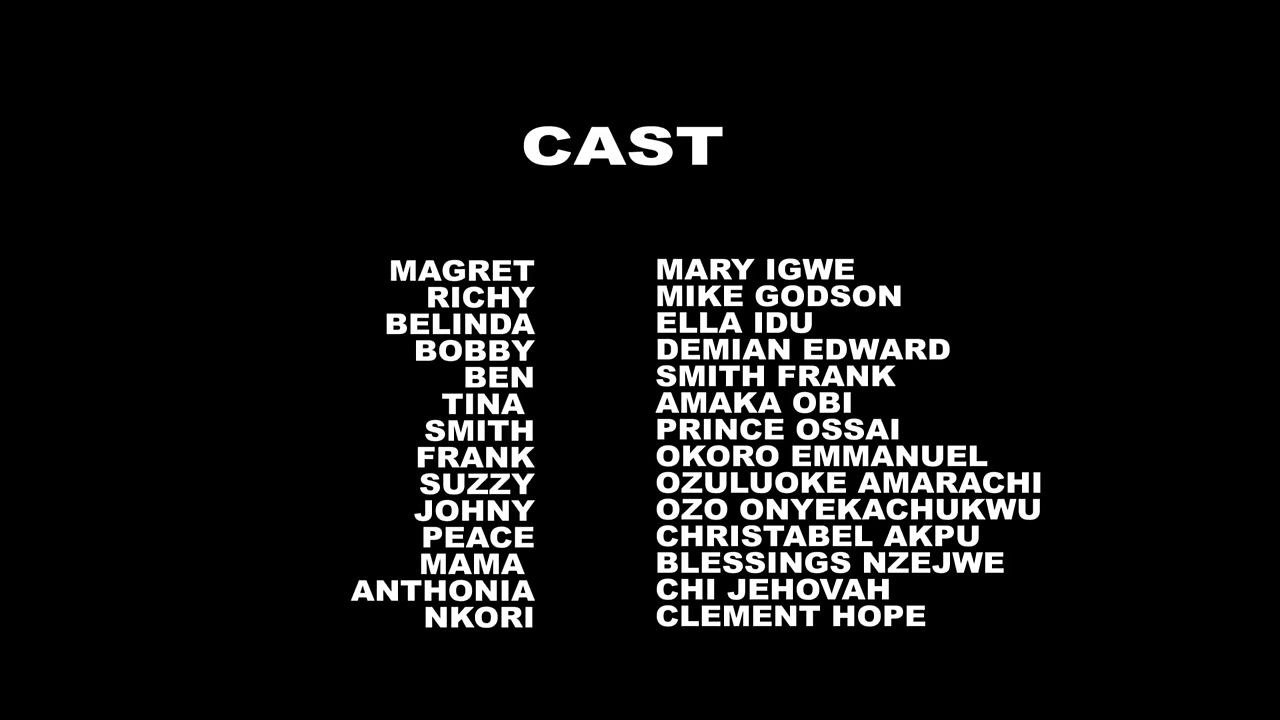 CAST
MAGRET MARY IGWE
RICHY MIKE GODSON
BELINDA ELLA IDU
BOBBY DEMIAN EDWARD
BEN SMITH FRANK
TINA AMAKA OBI
SMITH PRINCE OSSAI
FRANK OKORO EMMANUEL
SUZZY OZULUOKE AMARACHI
JOHNY OZO ONYEKACHUKWU
PEACE CHRISTABEL AKPU
MAMA BLESSINGS NZEJWE
ANTHONIA CHI JEHOVAH
NKORI CLEMENT HOPE